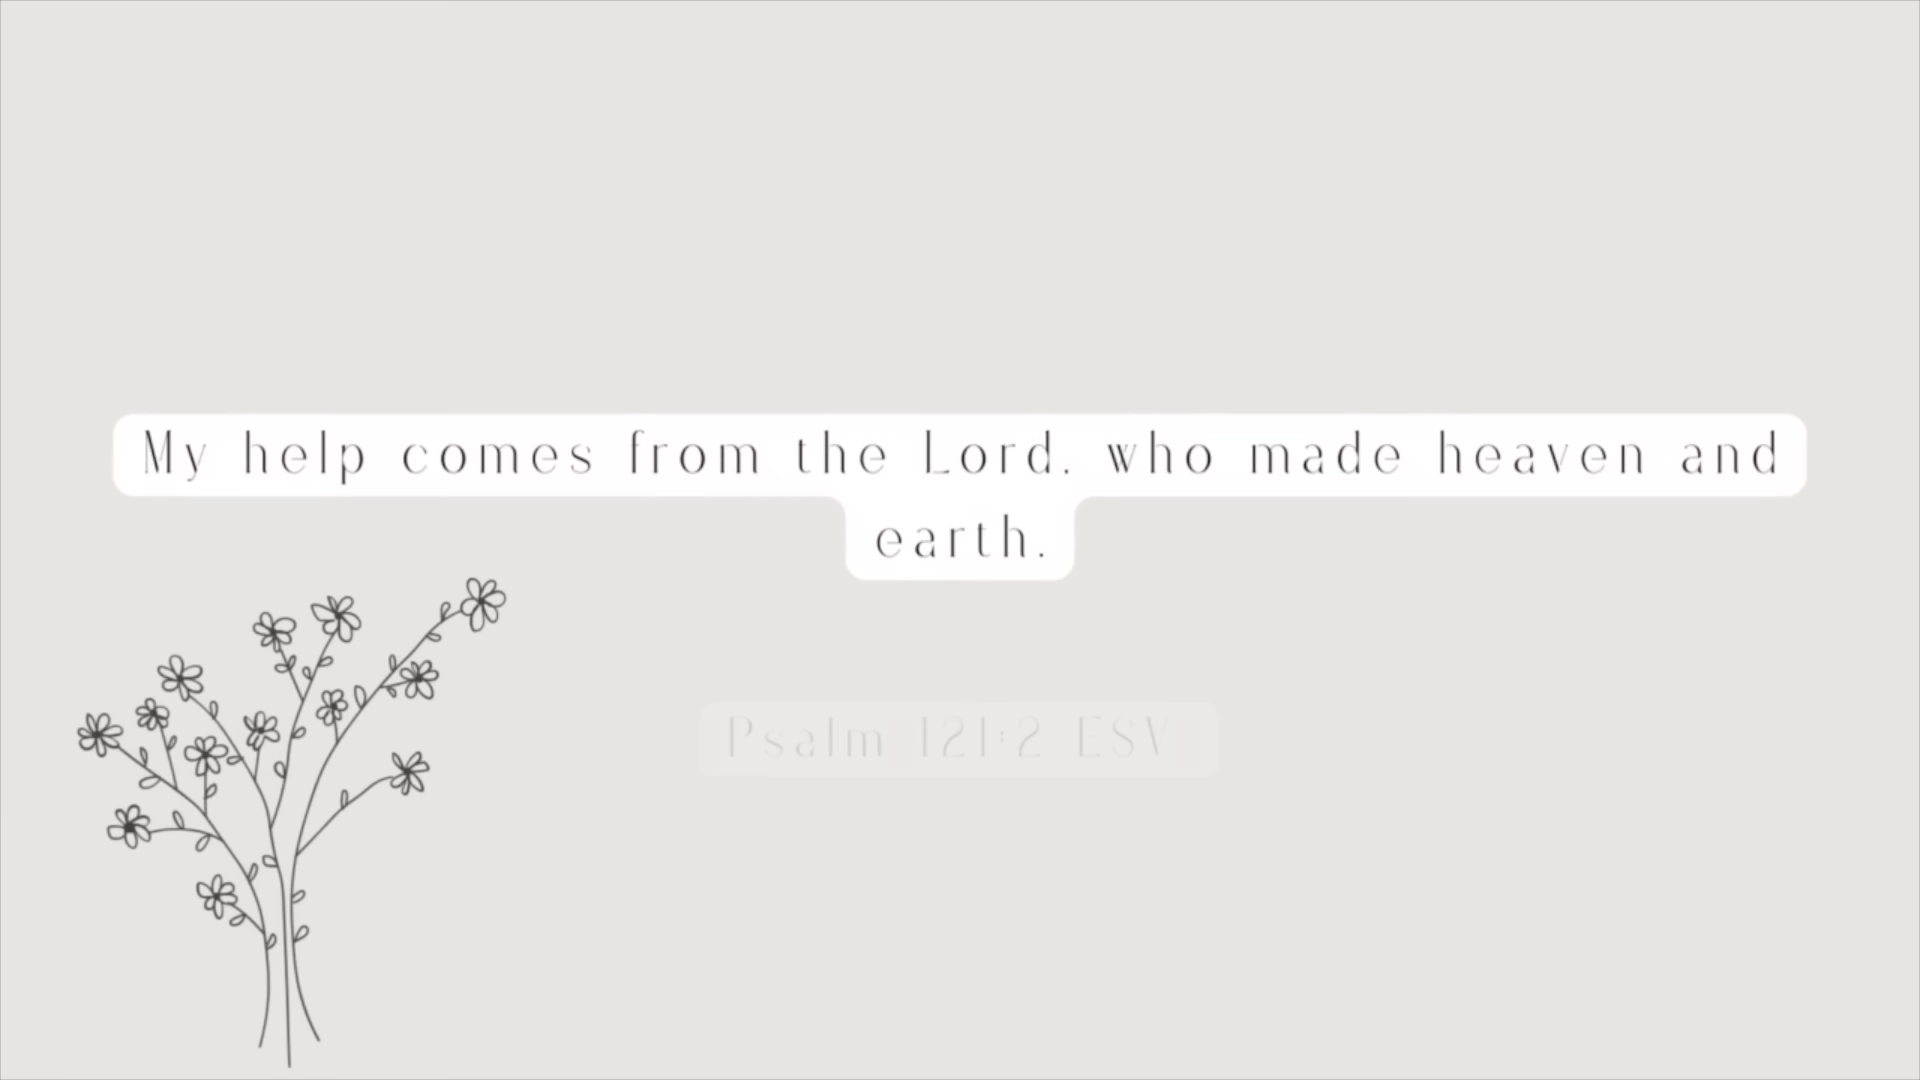 My help comes from the Lord, who made heaven and
earth.
Psalm 121:2 ESV